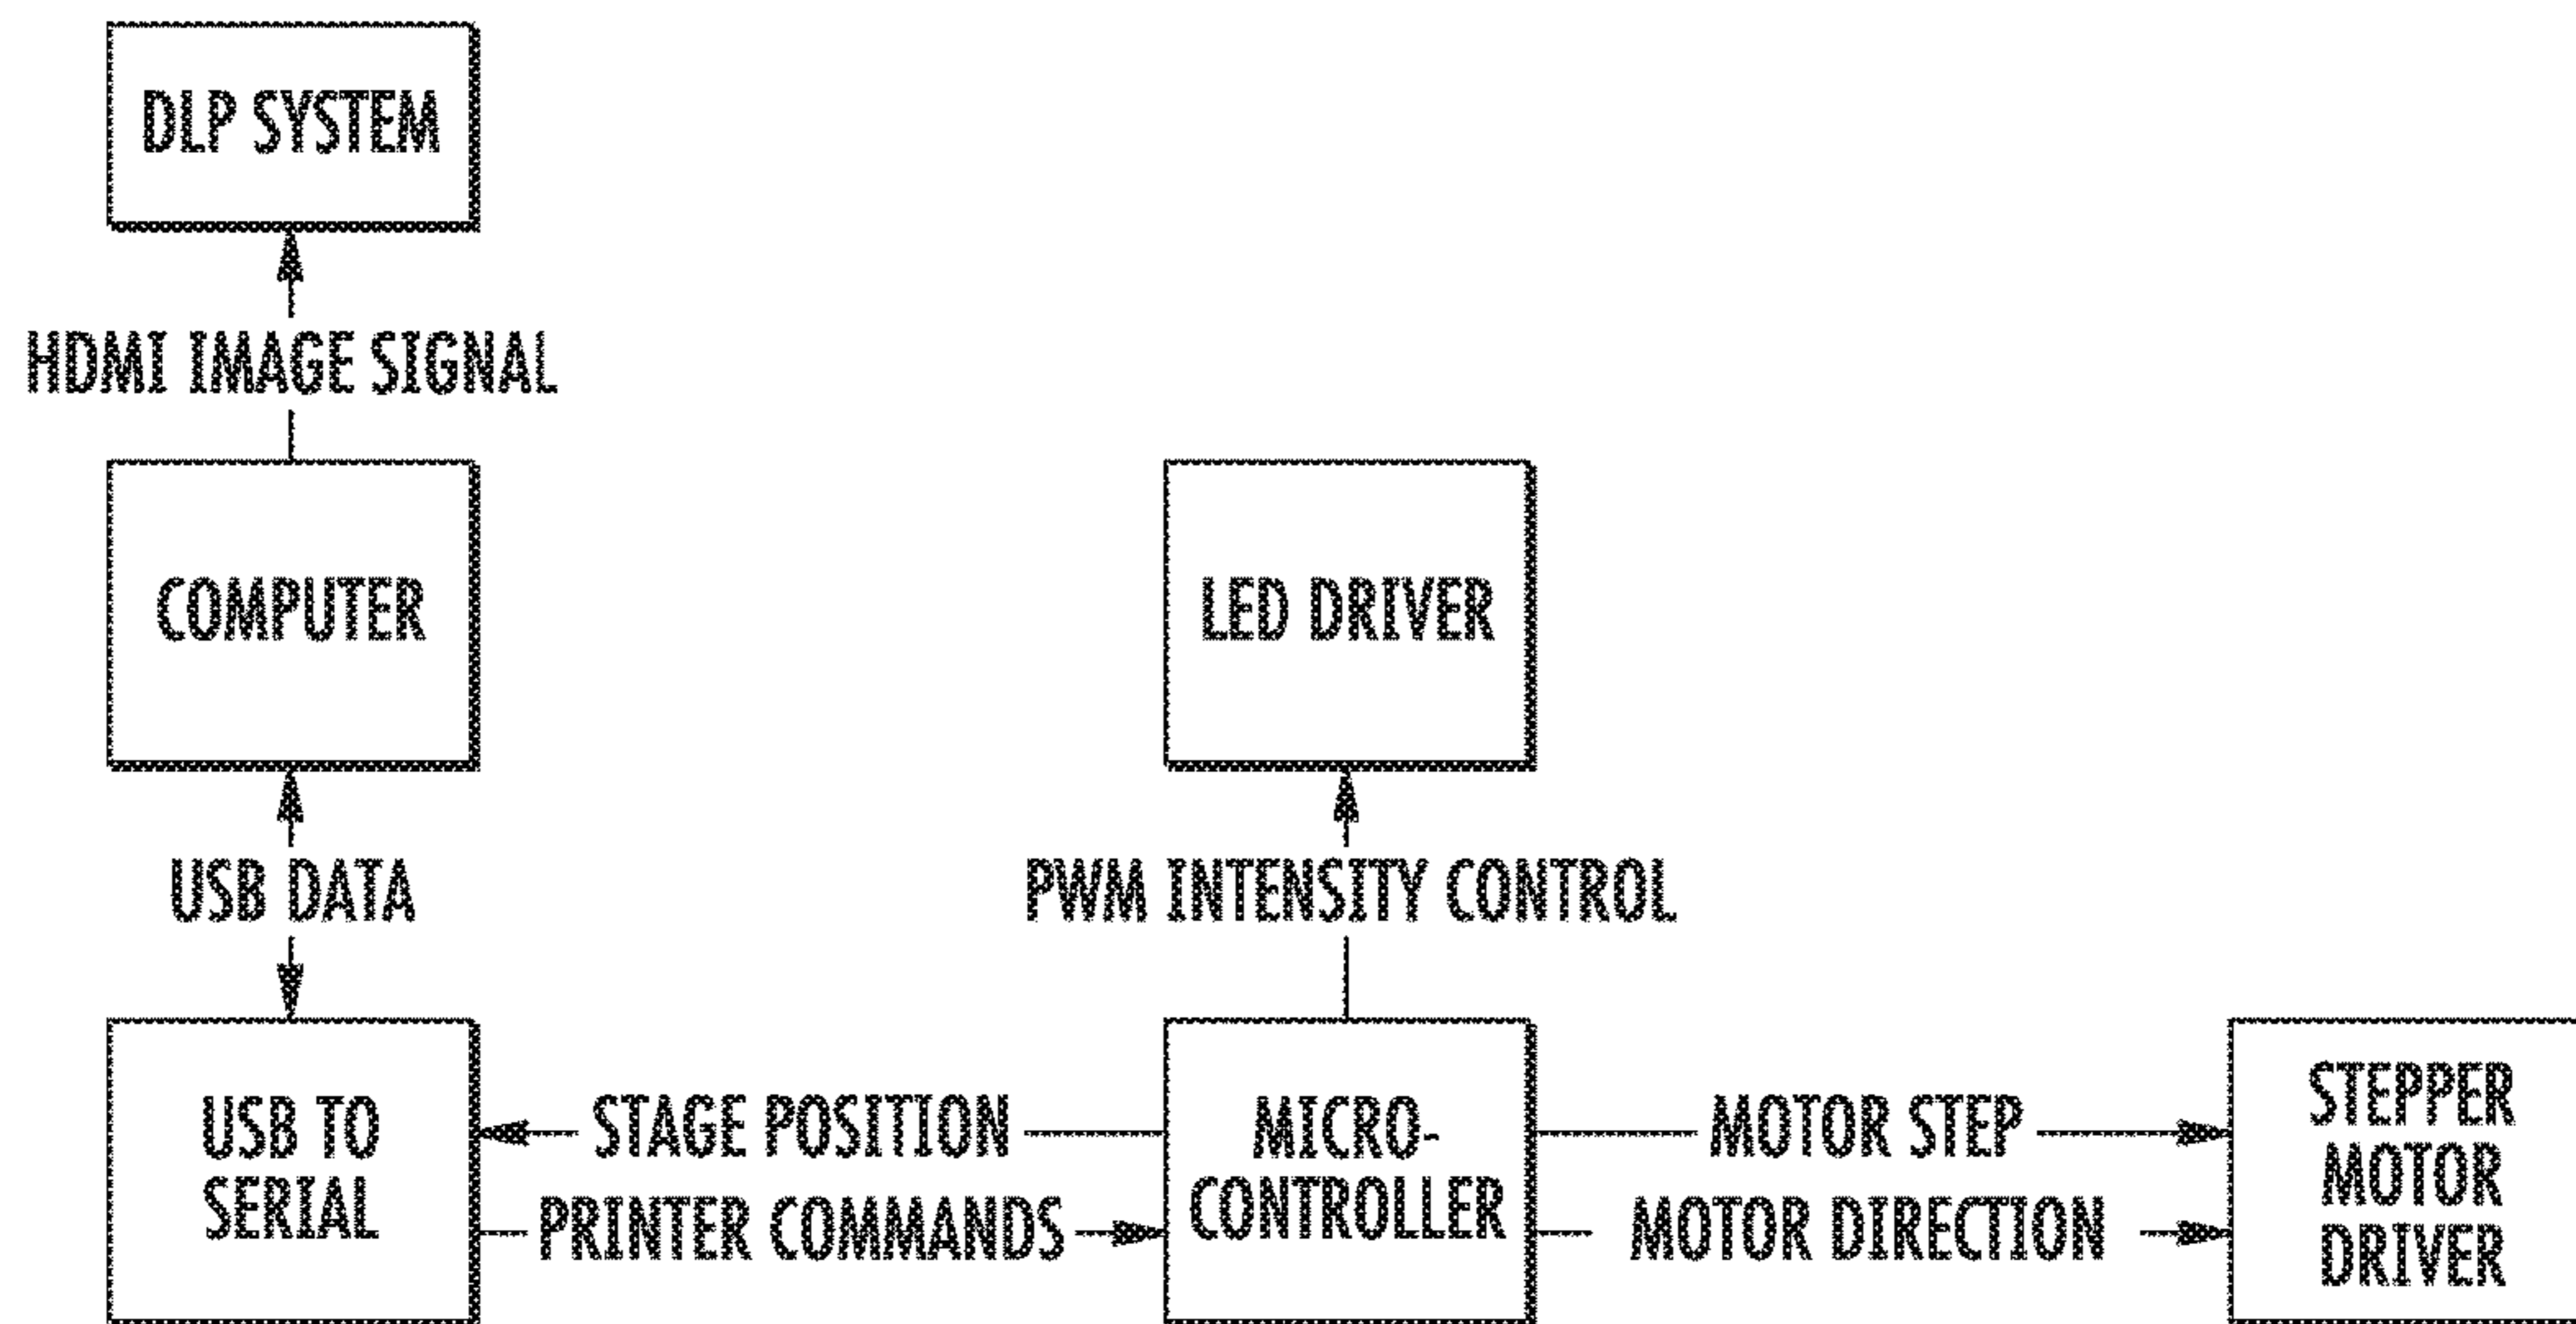 DLP SYSTEM
HDMI IMAGE SIGNAL
COMPUTER
LED DRIVER
USB DATA
PWM INTENSITY CONTROL
USB TO
SERIAL
STAGE POSITION
PRINTER COMMANDS
MICRO-
CONTROLLER
MOTOR STEP
MOTOR DIRECTION
STEPPER
MOTOR
DRIVER